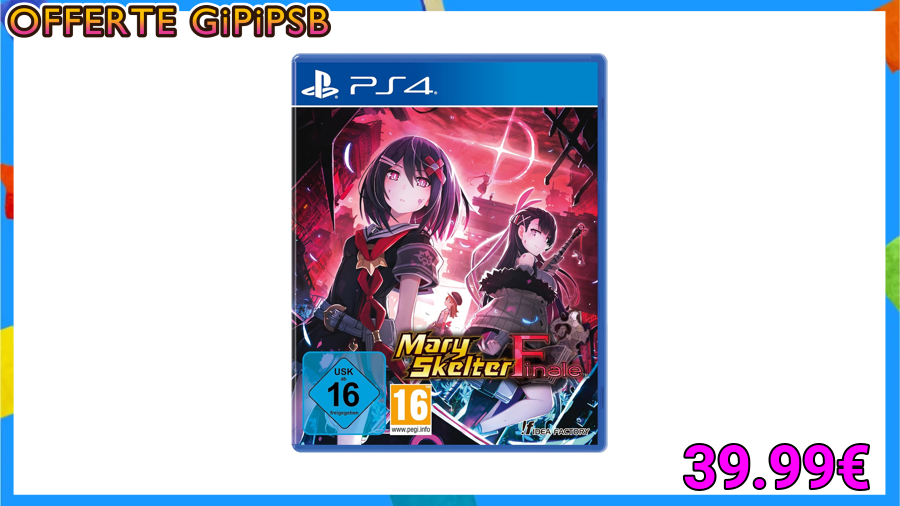 OFFERTE GiPiPSB
PS4
Mary
Skelter
Finale
USK
ab
16
freigegeben
16
www.pegi.info
IDEA FACTORY
39.99€